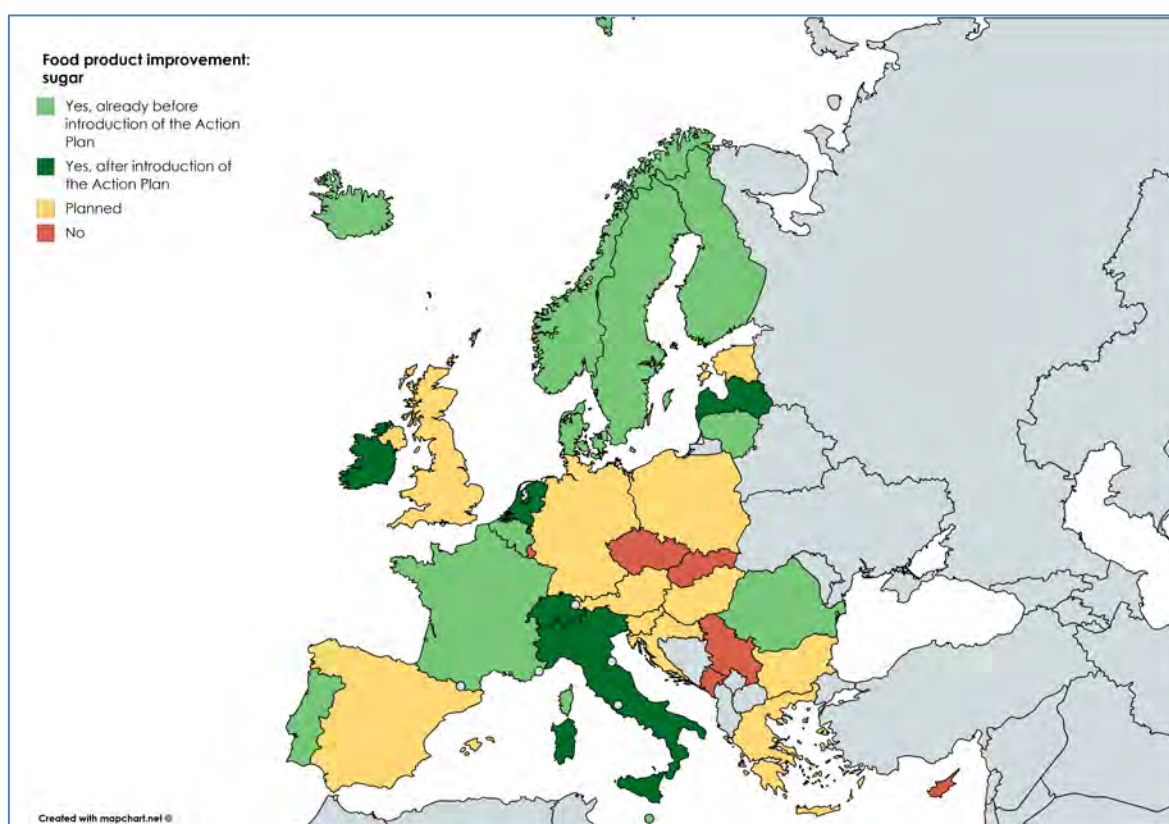 Food product improvement:
sugar
Yes, already before
introduction of the Action
Plan
Yes, after introduction of
the Action Plan
Planned
No
Created with mapchart.net ©